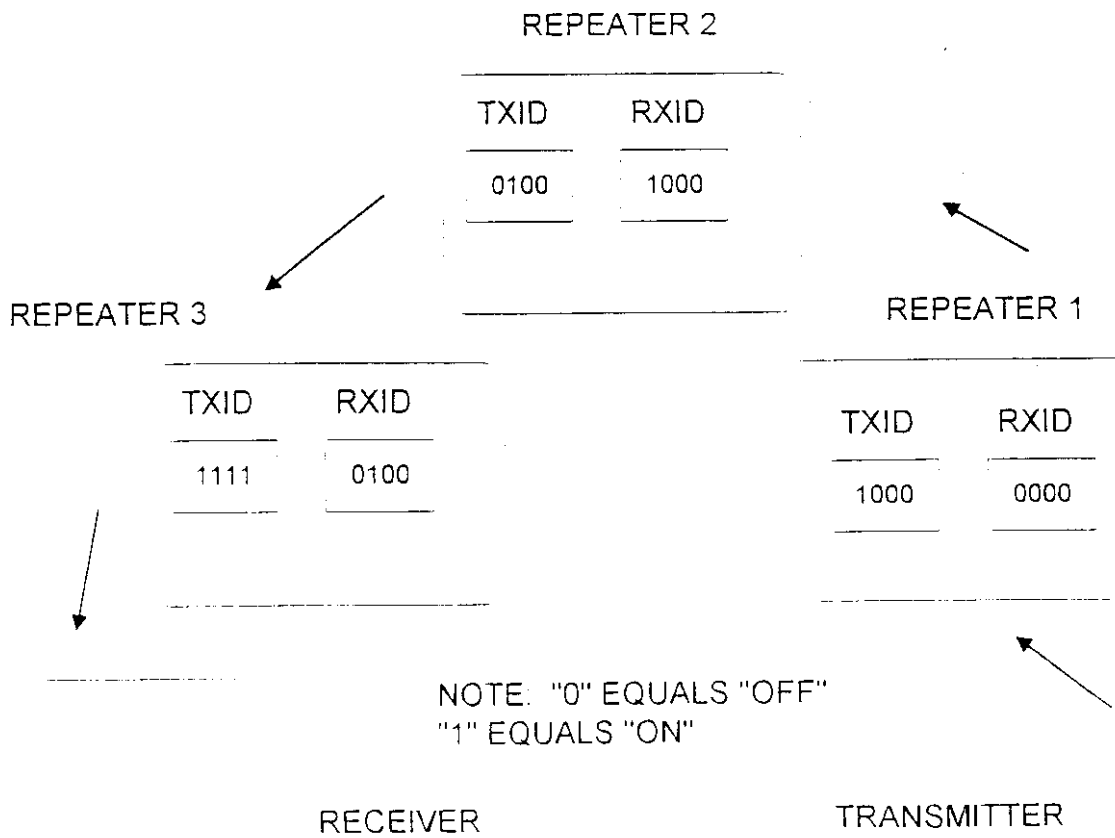 REPEATER 2
TXID RXID
0100 1000
REPEATER 3
TXID RXID
1111 0100
REPEATER 1
TXID RXID
1000 0000
NOTE: "0" EQUALS "OFF"
"1" EQUALS "ON"
RECEIVER
TRANSMITTER